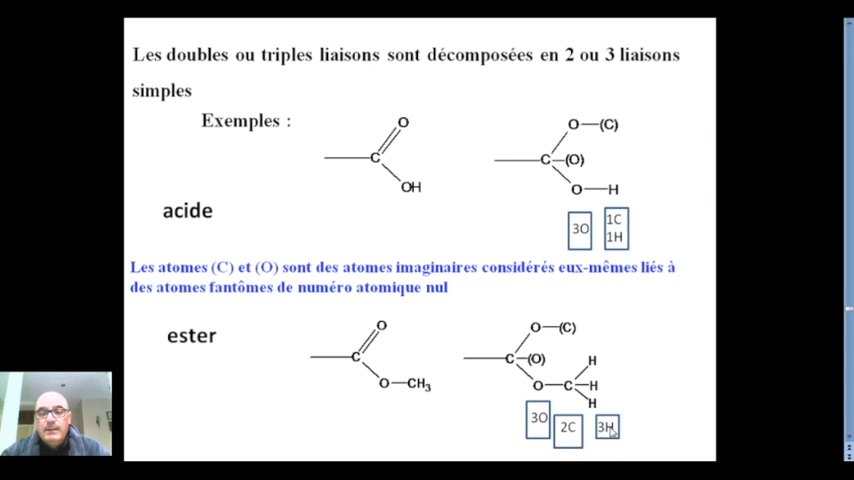 Les doubles ou triples liaisons sont décomposées en 2 ou 3 liaisons
simples
Exemples :
O
C
OH
O—(C)
C—(O)
O—H
acide
3O
1C
1H
Les atomes (C) et (O) sont des atomes imaginaires considérés eux-mêmes liés à
des atomes fantômes de numéro atomique nul
ester
O
C
O—CH3
O—(C)
C—(O)
H
O—C—H
H
3O
2C
3H